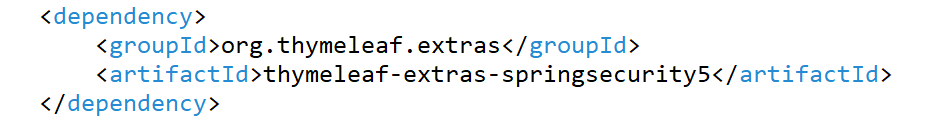 <dependency>
    <groupId>org.thymeleaf.extras</groupId>
    <artifactId>thymeleaf-extras-springsecurity5</artifactId>
</dependency>